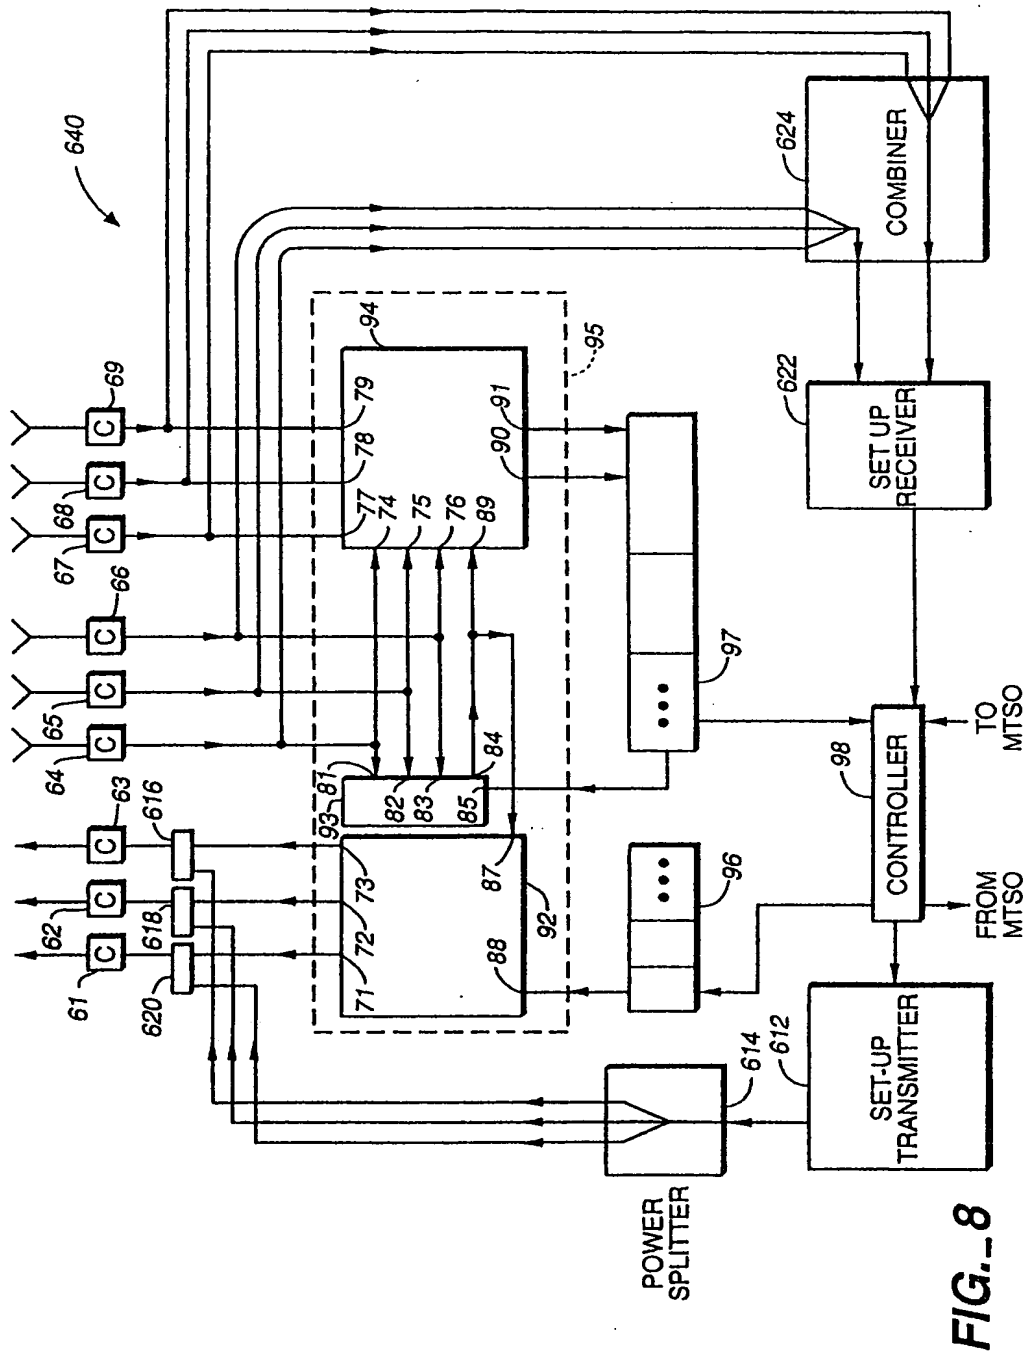 640
61
62
63
64
65
66
67
68
69
C
C
C
C
C
C
C
C
C
616
618
620
71
72
73
93
81
82
83
84
85
87
88
92
77
78
79
74
75
76
89
90
91
94
95
96
97
98
CONTROLLER
TO
MTSO
FROM
MTSO
COMBINER
624
SET UP
RECEIVER
622
SET-UP
TRANSMITTER
612
614
POWER
SPLITTER
FIG._8